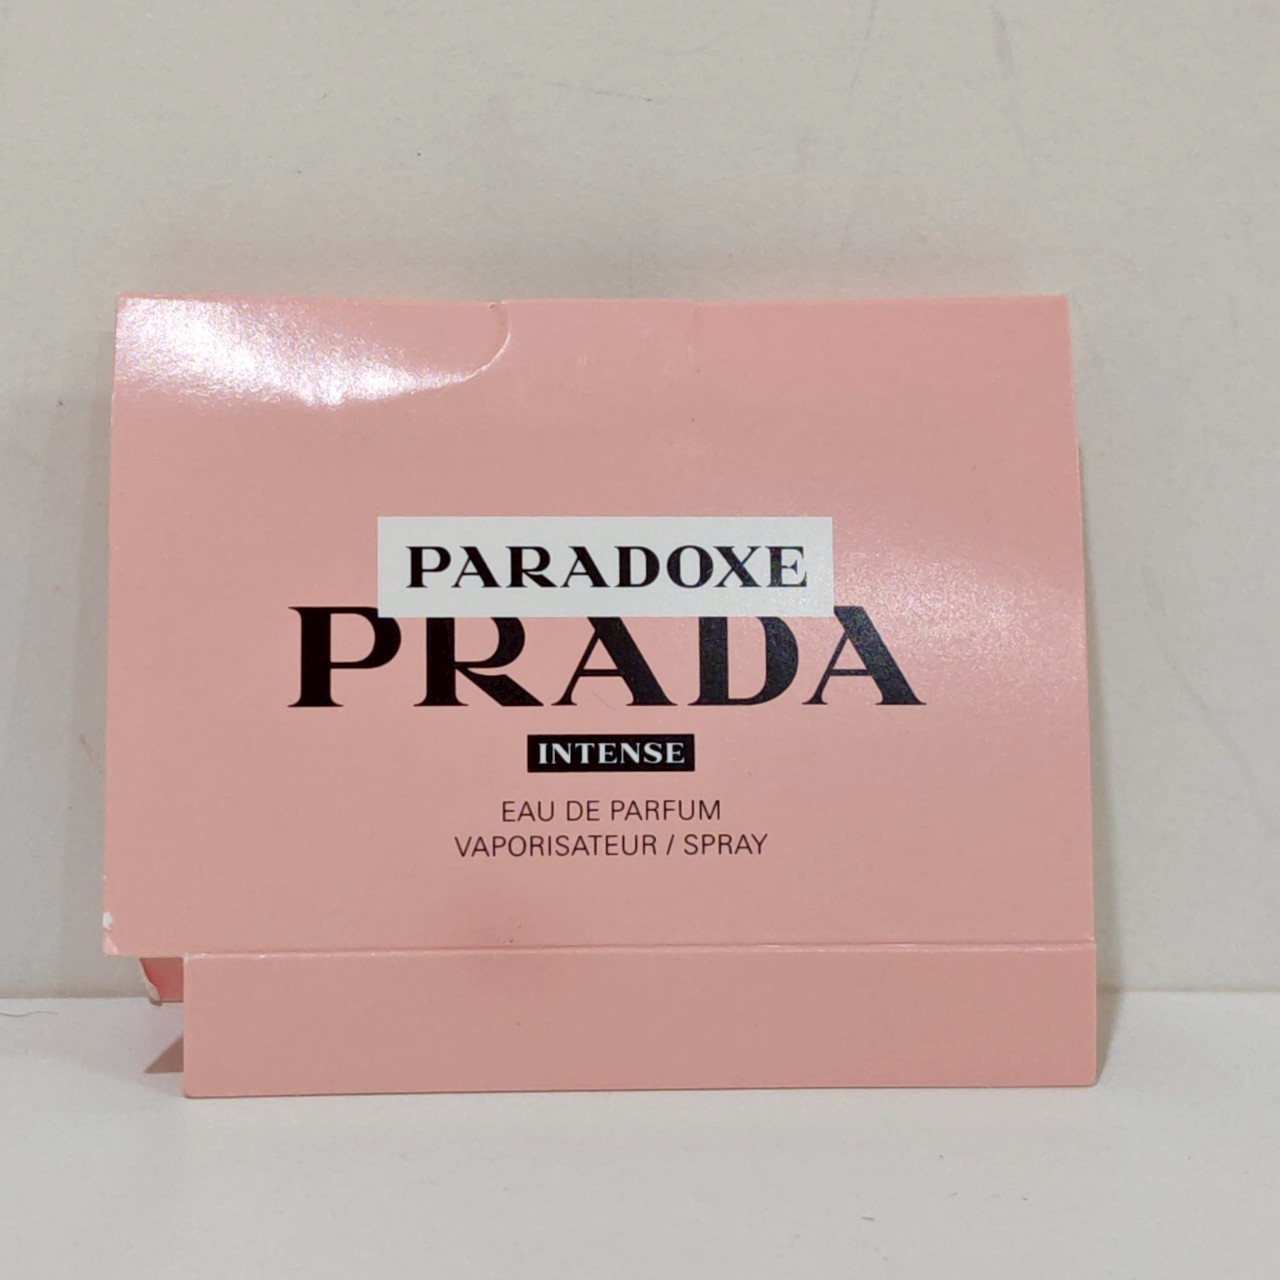 PARADOXE
PRADA
INTENSE
EAU DE PARFUM
VAPORISATEUR / SPRAY